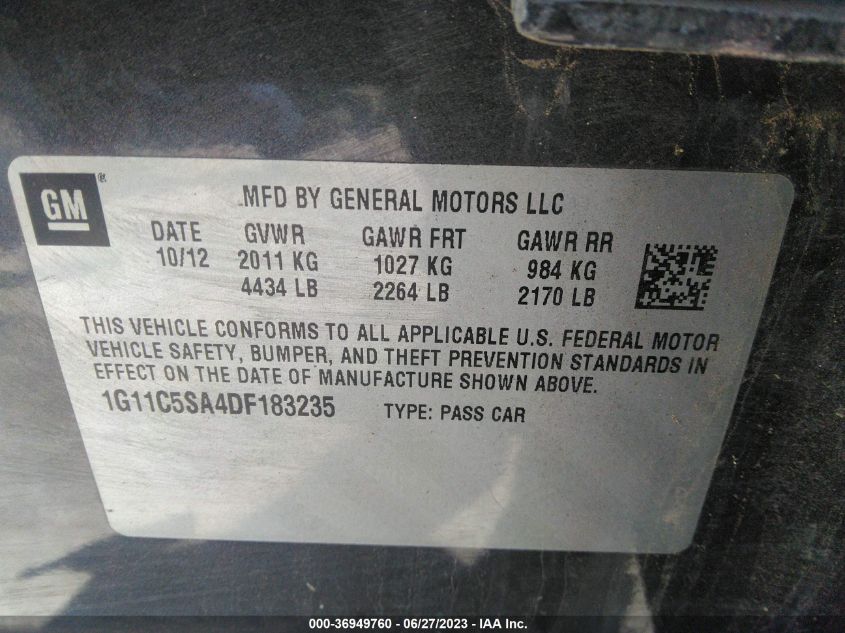 GM ®
MFD BY GENERAL MOTORS LLC
DATE GVWR GAWR FRT GAWR RR
10/12 2011 KG 1027 KG 984 KG
4434 LB 2264 LB 2170 LB
THIS VEHICLE CONFORMS TO ALL APPLICABLE U.S. FEDERAL MOTOR
VEHICLE SAFETY, BUMPER, AND THEFT PREVENTION STANDARDS IN
EFFECT ON THE DATE OF MANUFACTURE SHOWN ABOVE.
1G11C5SA4DF183235 TYPE: PASS CAR
000-36949760 - 06/27/2023 - IAA Inc.